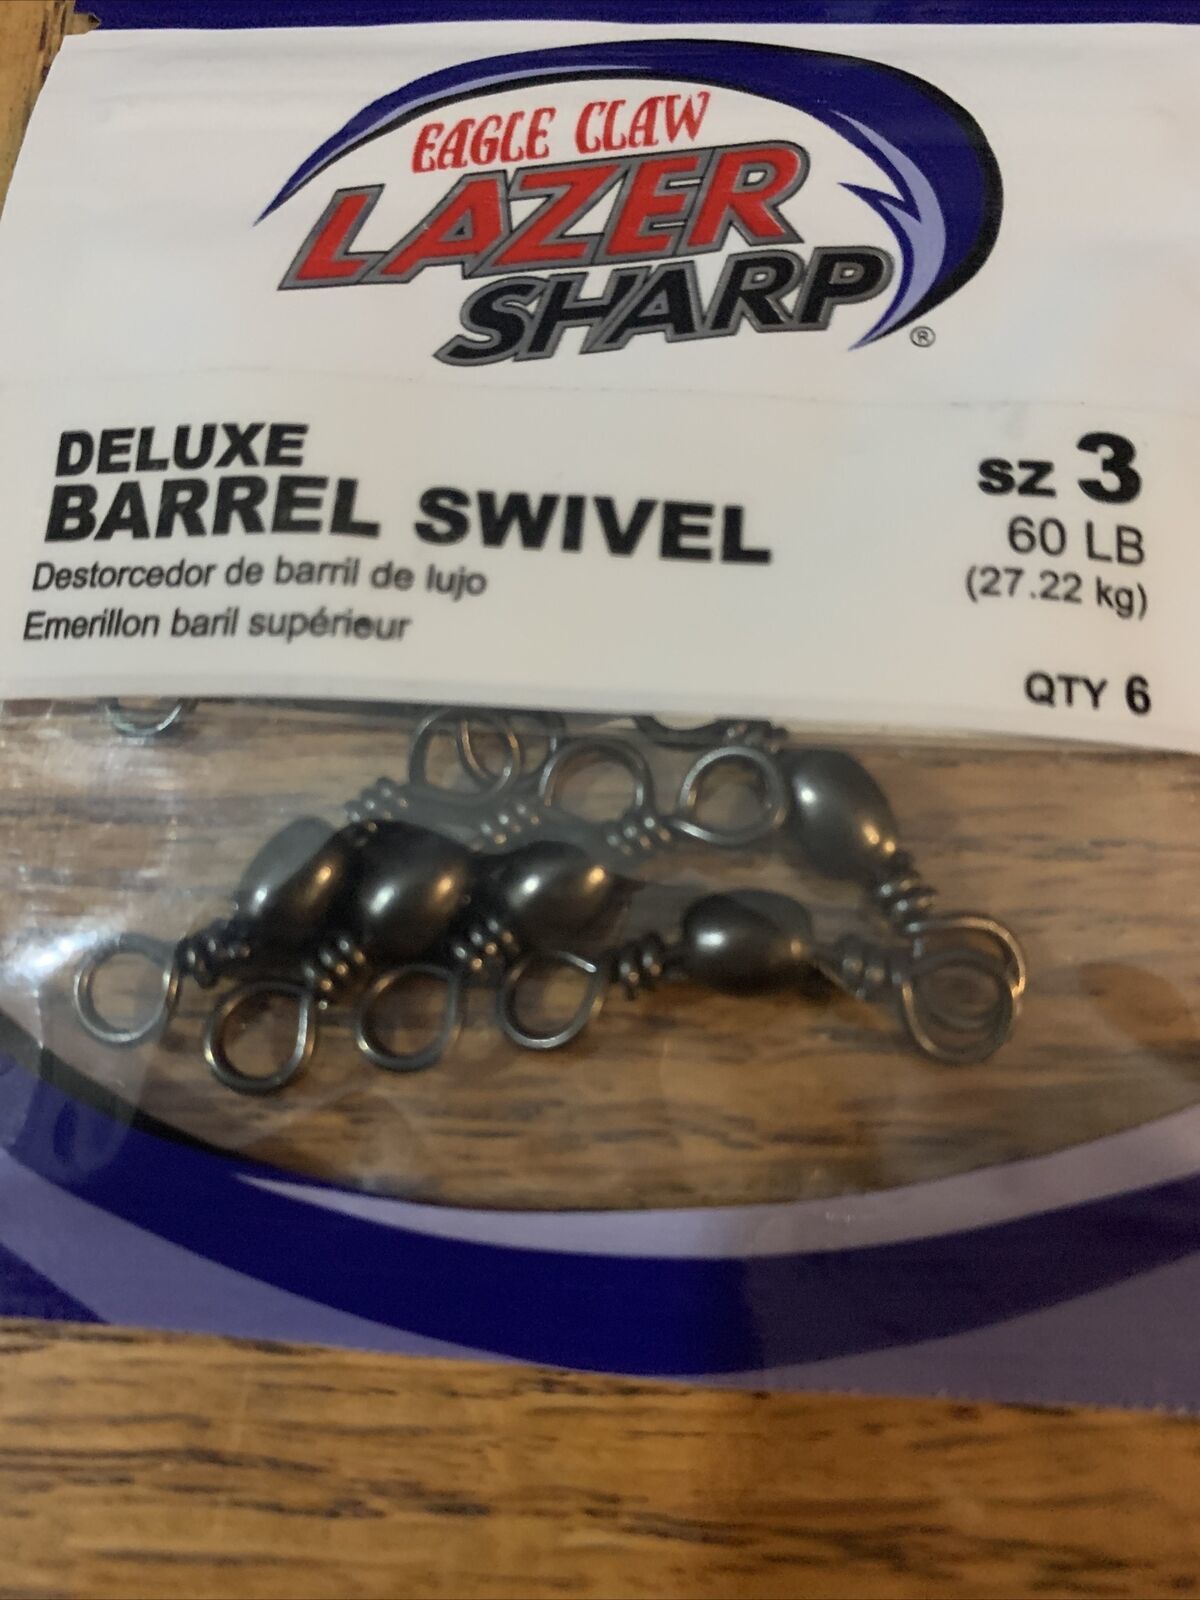 EAGLE CLAW
LAZER
SHARP®
DELUXE
BARREL SWIVEL
Destorcedor de barril de lujo
Emerillon baril supérieur
sz 3
60 LB
(27.22 kg)
QTY 6